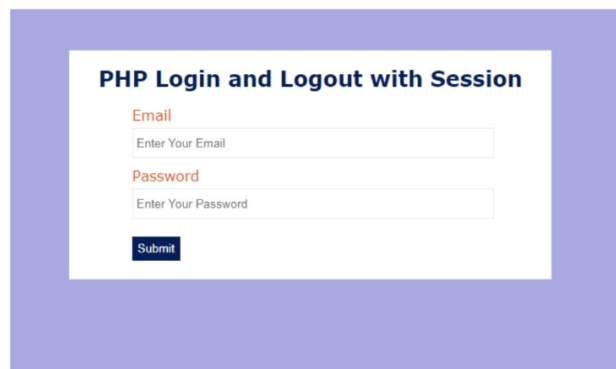 PHP Login and Logout with Session
Email
Enter Your Email
Password
Enter Your Password
Submit